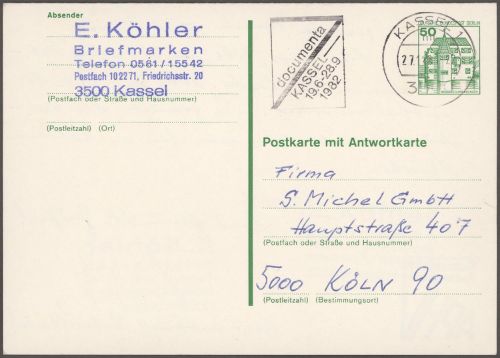 Absender
E. Köhler
Briefmarken
Telefon 0561/15542
Postfach 102271, Friedrichsstr. 20
3500 Kassel
(Postfach oder Straße und Hausnummer)
(Postleitzahl) (Ort)
documenta
KASSEL
19.6.-28.9
1982
KASSEL 1
50
Postkarte mit Antwortkarte
Firma
S. Michel GmbH
Hauptstraße 407
(Postfach oder Straße und Hausnummer)
5000 KÖLN 90
(Postleitzahl) (Bestimmungsort)